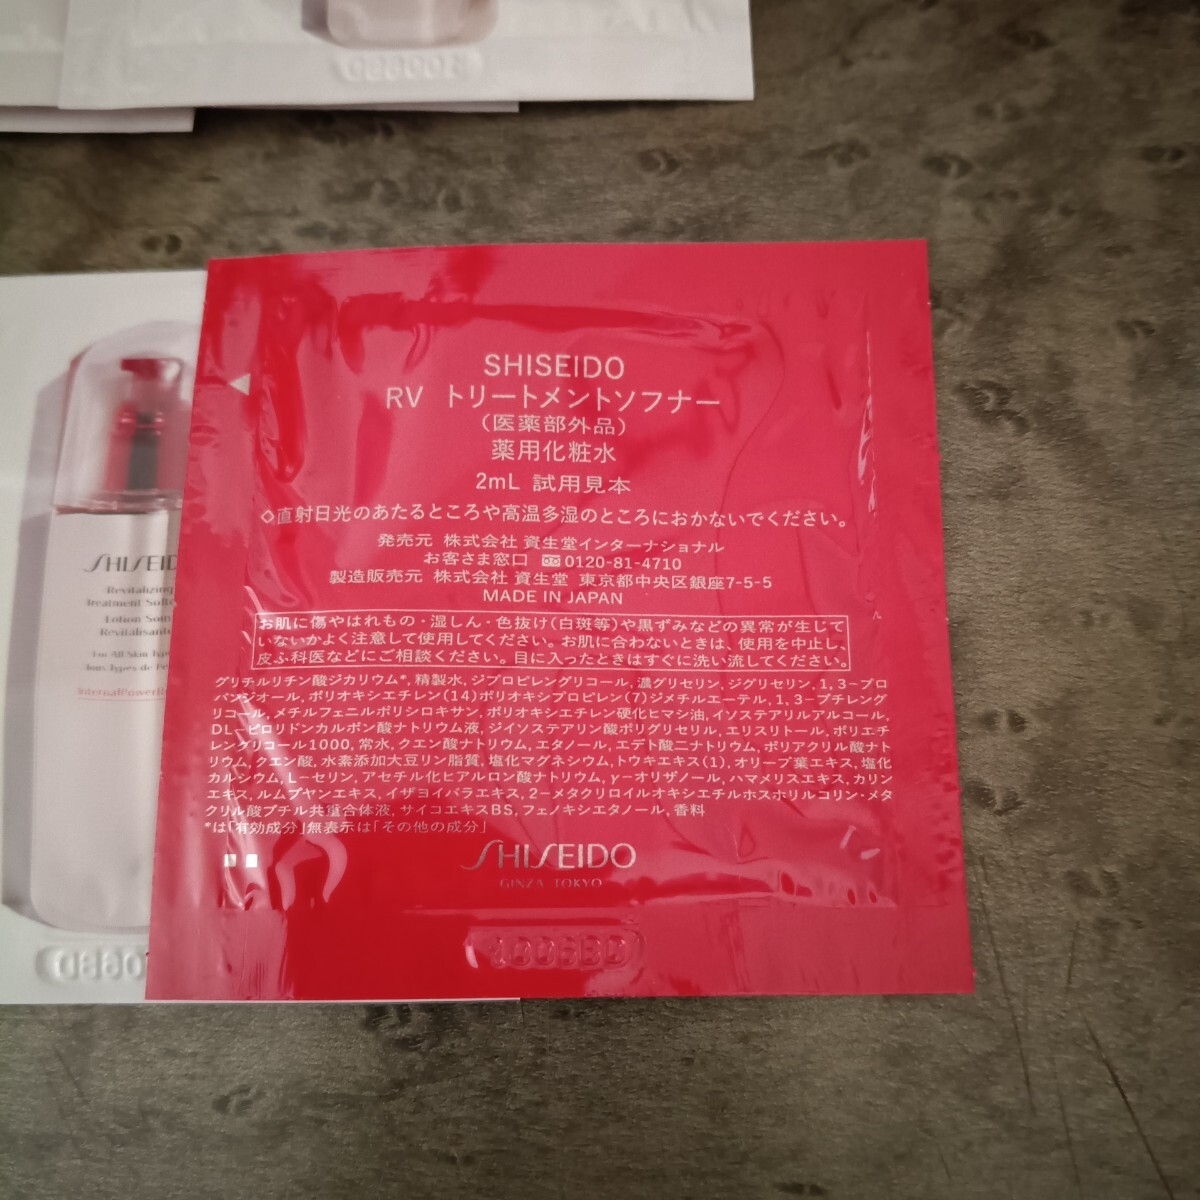 SHISEIDO
RV トリートメントソフナー
(医薬部外品)
薬用化粧水
2mL 試用見本
◇直射日光のあたるところや高温多湿のところにおかないでください。
発売元 株式会社 資生堂インターナショナル
お客さま窓口 0120-81-4710
製造販売元 株式会社 資生堂 東京都中央区銀座7-5-5
MADE IN JAPAN
お肌に傷やはれもの・湿しん・色抜け(白斑等)や黒ずみなどの異常が生じて
いないかよく注意して使用してください。お肌に合わないときは、使用を中止し、
皮ふ科医などにご相談ください。目に入ったときはすぐに洗い流してください。
グリチルリチン酸ジカリウム*, 精製水, ジプロピレングリコール, 濃グリセリン, ジグリセリン, 1,3-プロ
パンジオール, ポリオキシエチレン(14)ポリオキシプロピレン(7)ジメチルエーテル, 1,3-ブチレング
リコール, メチルフェニルポリシロキサン, ポリオキシエチレン硬化ヒマシ油, イソステアリルアルコール,
DL-ピロリドンカルボン酸ナトリウム液, ジイソステアリン酸ポリグリセリル, エリスリトール, ポリエチ
レングリコール1000, 常水, クエン酸ナトリウム, エタノール, エデト酸二ナトリウム, ポリアクリル酸ナト
リウム, クエン酸, 水素添加大豆リン脂質, 塩化マグネシウム, トウキエキス(1), オリーブ葉エキス, 塩化
カルシウム, L-セリン, アセチル化ヒアルロン酸ナトリウム, γ-オリザノール, ハマメリスエキス, カリン
エキス, ルムプヤンエキス, イザヨイバラエキス, 2-メタクリロイルオキシエチルホスホリルコリン・メタ
クリル酸ブチル共重合体液, サイコエキスBS, フェノキシエタノール, 香料
*は「有効成分」無表示は「その他の成分」
SHISEIDO
GINZA TOKYO
SHISEID
Revitalizing
Treatment Soft
Lotion Soin
Revitalisant
For All Skin Typ
Tous Types de Pe
InternalPower